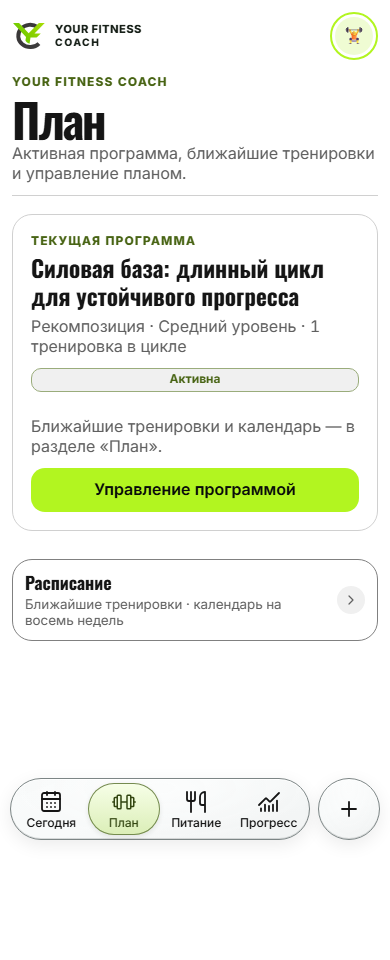 YOUR FITNESS
COACH
YOUR FITNESS COACH
План
Активная программа, ближайшие тренировки
и управление планом.
ТЕКУЩАЯ ПРОГРАММА
Силовая база: длинный цикл
для устойчивого прогресса
Рекомпозиция · Средний уровень · 1
тренировка в цикле
Активна
Ближайшие тренировки и календарь — в
разделе «План».
Управление программой
Расписание
Ближайшие тренировки · календарь на
восемь недель
Сегодня
План
Питание
Прогресс